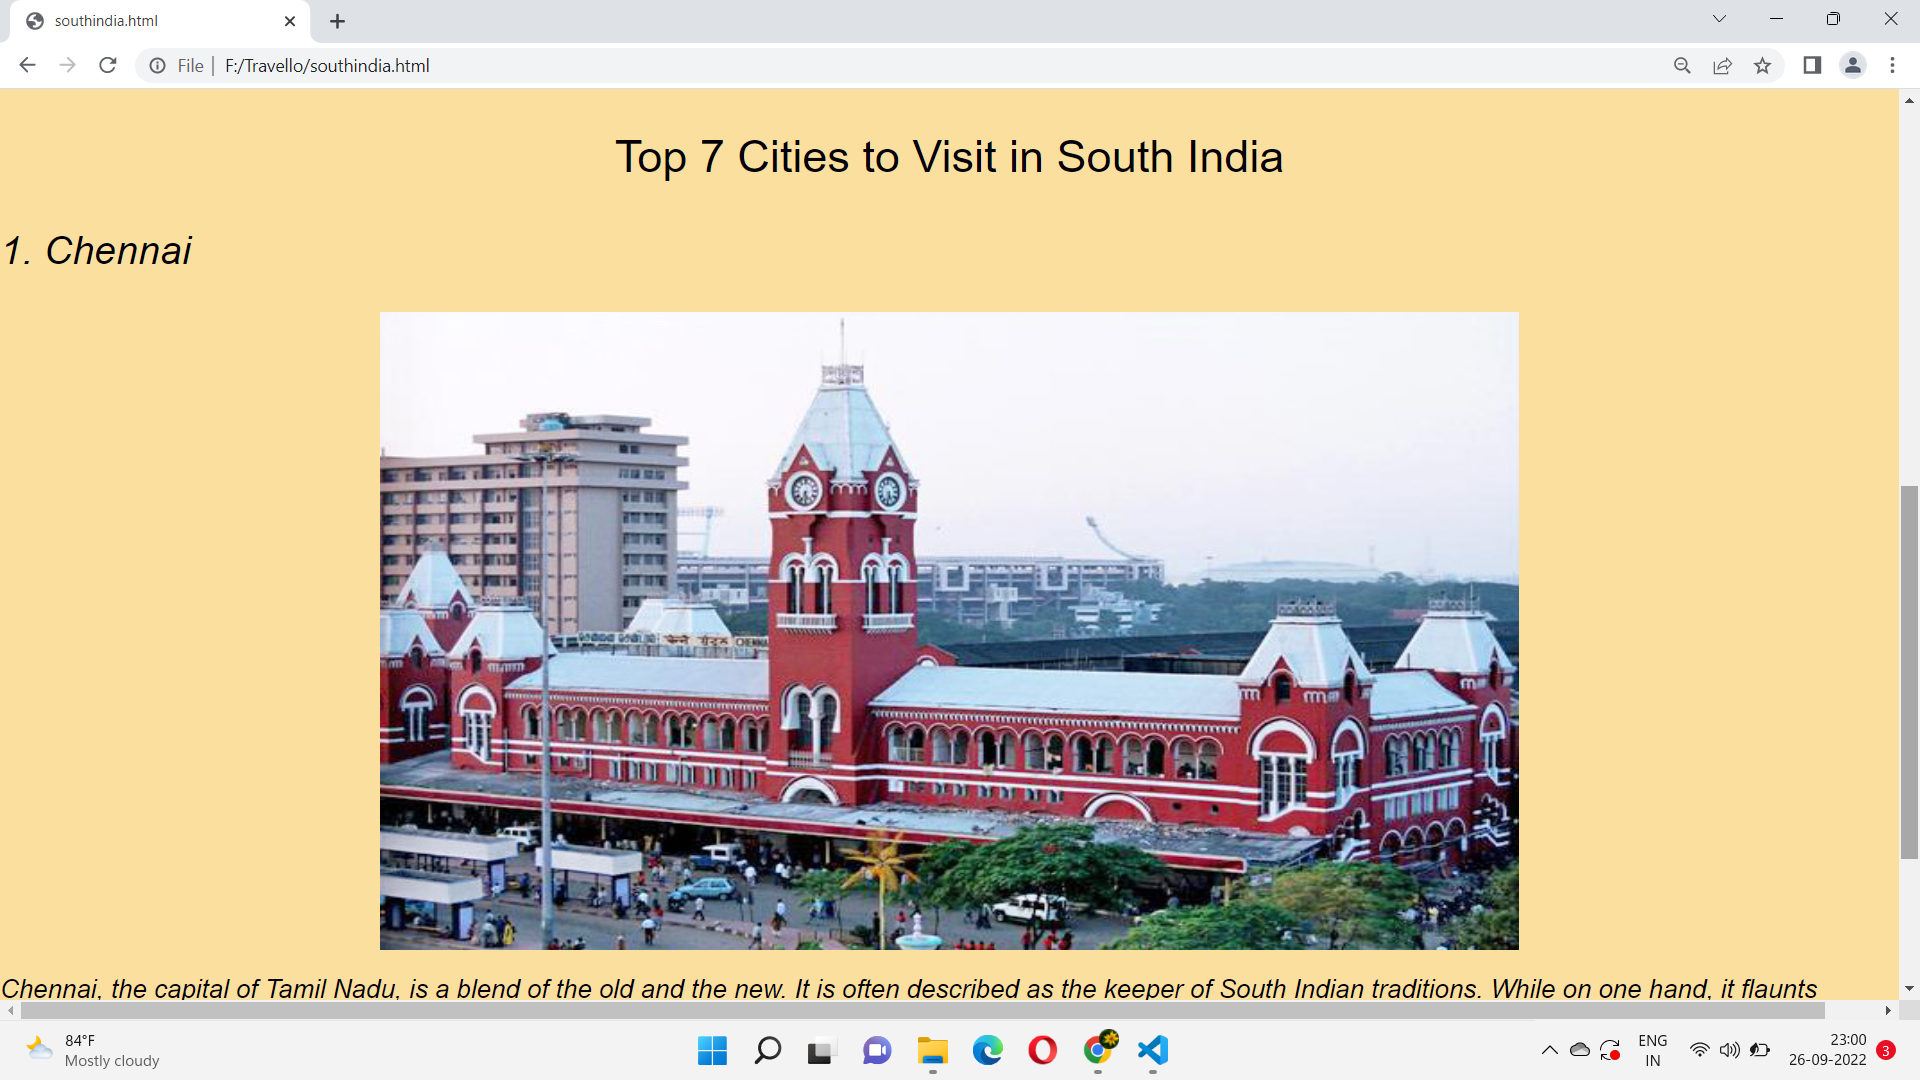 southindia.html
File
F:/Travello/southindia.html
Top 7 Cities to Visit in South India
1. Chennai
Chennai, the capital of Tamil Nadu, is a blend of the old and the new. It is often described as the keeper of South Indian traditions. While on one hand, it flaunts
84°F
Mostly cloudy
ENG
IN
23:00
26-09-2022
3